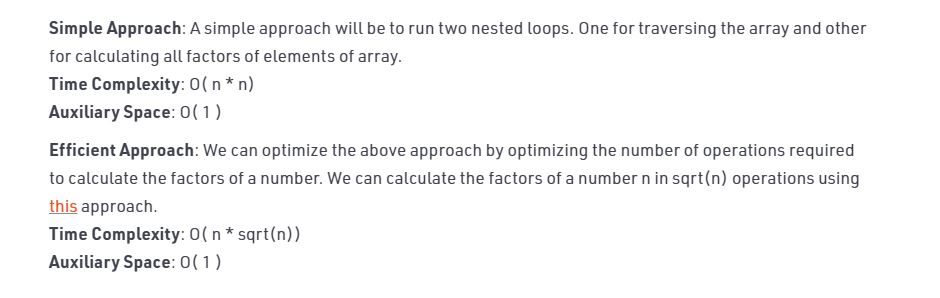 Simple Approach: A simple approach will be to run two nested loops. One for traversing the array and other
for calculating all factors of elements of array.
Time Complexity: O( n * n)
Auxiliary Space: O( 1 )
Efficient Approach: We can optimize the above approach by optimizing the number of operations required
to calculate the factors of a number. We can calculate the factors of a number n in sqrt(n) operations using
this approach.
Time Complexity: O( n * sqrt(n))
Auxiliary Space: O( 1 )